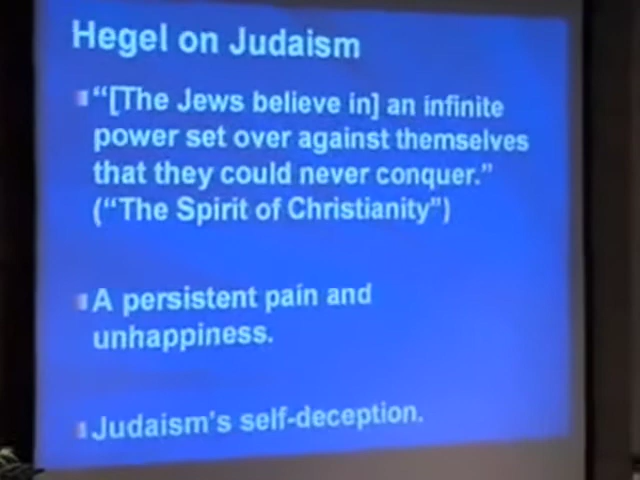 Hegel on Judaism
“[The Jews believe in] an infinite
power set over against themselves
that they could never conquer.”
(“The Spirit of Christianity”)
A persistent pain and
unhappiness.
Judaism’s self-deception.